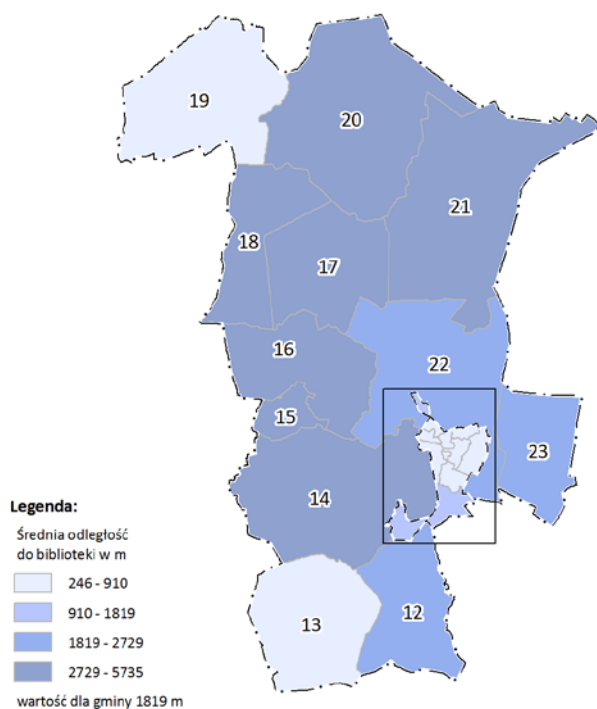 19
20
21
18
17
16
22
15
23
14
Legenda:
Średnia odległość
do biblioteki w m
246 - 910
910 - 1819
1819 - 2729
2729 - 5735
wartość dla gminy 1819 m
13
12